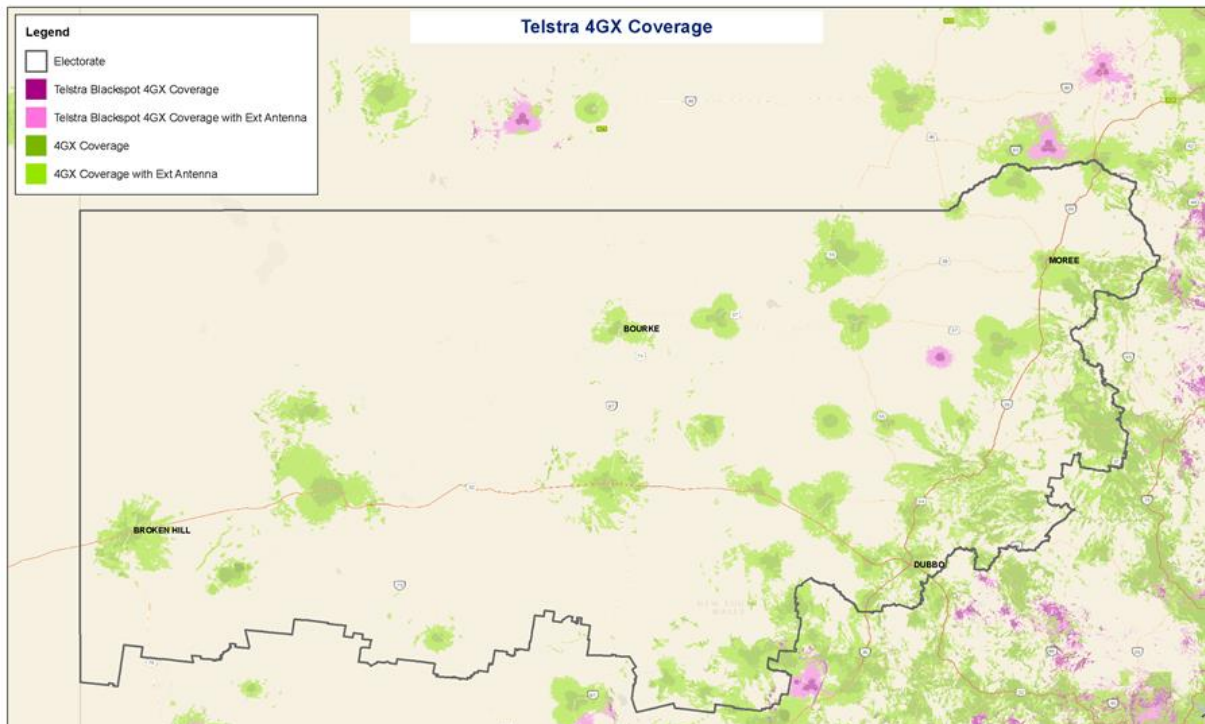 Telstra 4GX Coverage
Legend
Electorate
Telstra Blackspot 4GX Coverage
Telstra Blackspot 4GX Coverage with Ext Antenna
4GX Coverage
4GX Coverage with Ext Antenna
MOREE
BOURKE
BROKEN HILL
DUBBO